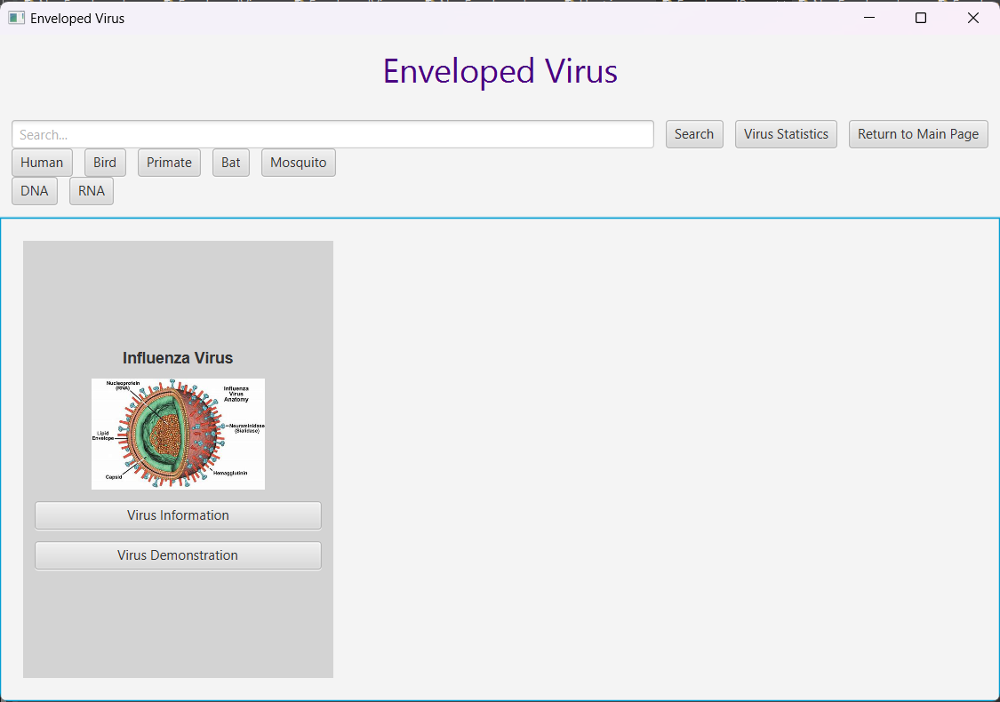 Enveloped Virus
Enveloped Virus
Search...
Search
Virus Statistics
Return to Main Page
Human
Bird
Primate
Bat
Mosquito
DNA
RNA
Influenza Virus
Nucleoprotein
(RNA)
Influenza
Virus
Anatomy
Neuraminidase
(Sialidase)
Lipid
Envelope
Hemagglutinin
Capsid
Virus Information
Virus Demonstration